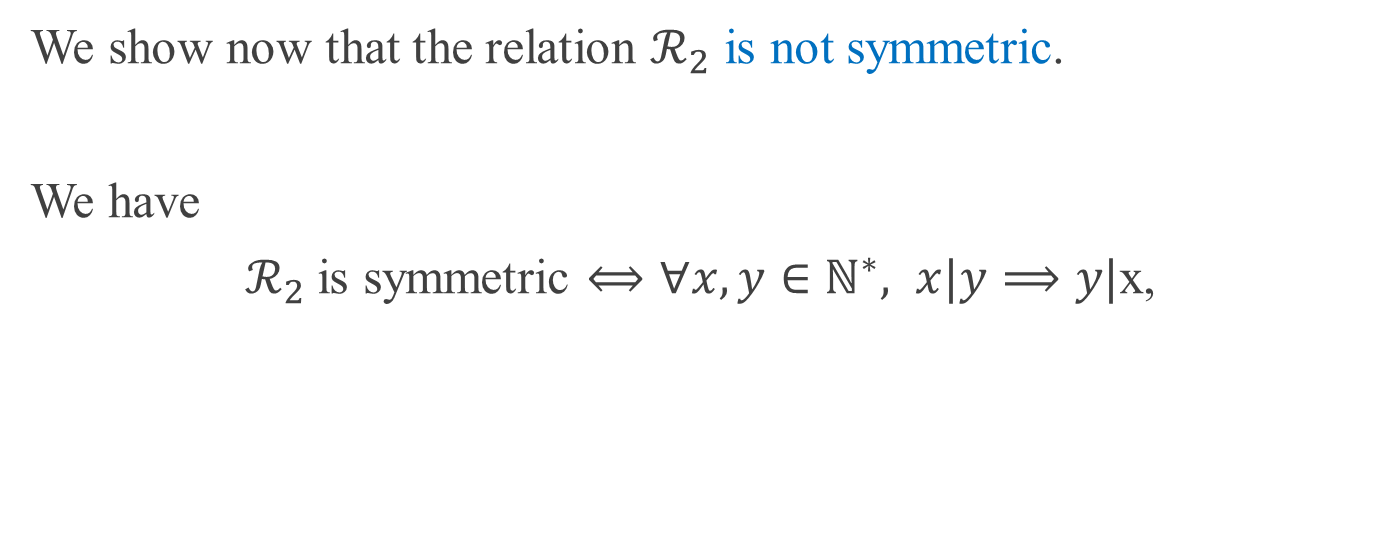 We show now that the relation ℛ₂ is not symmetric.
We have
ℛ₂ is symmetric ⟺ ∀x, y ∈ ℕ*, x|y ⟹ y|x,